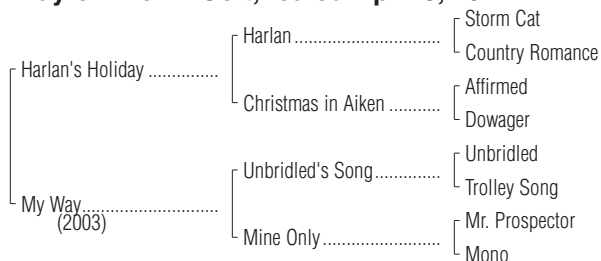 Storm Cat
Harlan
Country Romance
Harlan's Holiday
Affirmed
Christmas in Aiken
Dowager
Unbridled
Unbridled's Song
Trolley Song
My Way
(2003)
Mr. Prospector
Mine Only
Mono